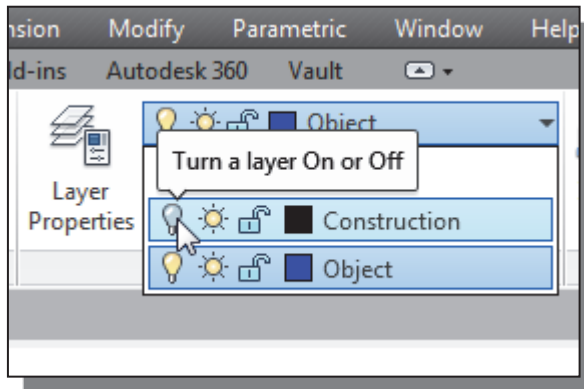 nsion Modify Parametric Window Help
ld-ins Autodesk 360 Vault
Object
Turn a layer On or Off
Layer
Properties
Construction
Object